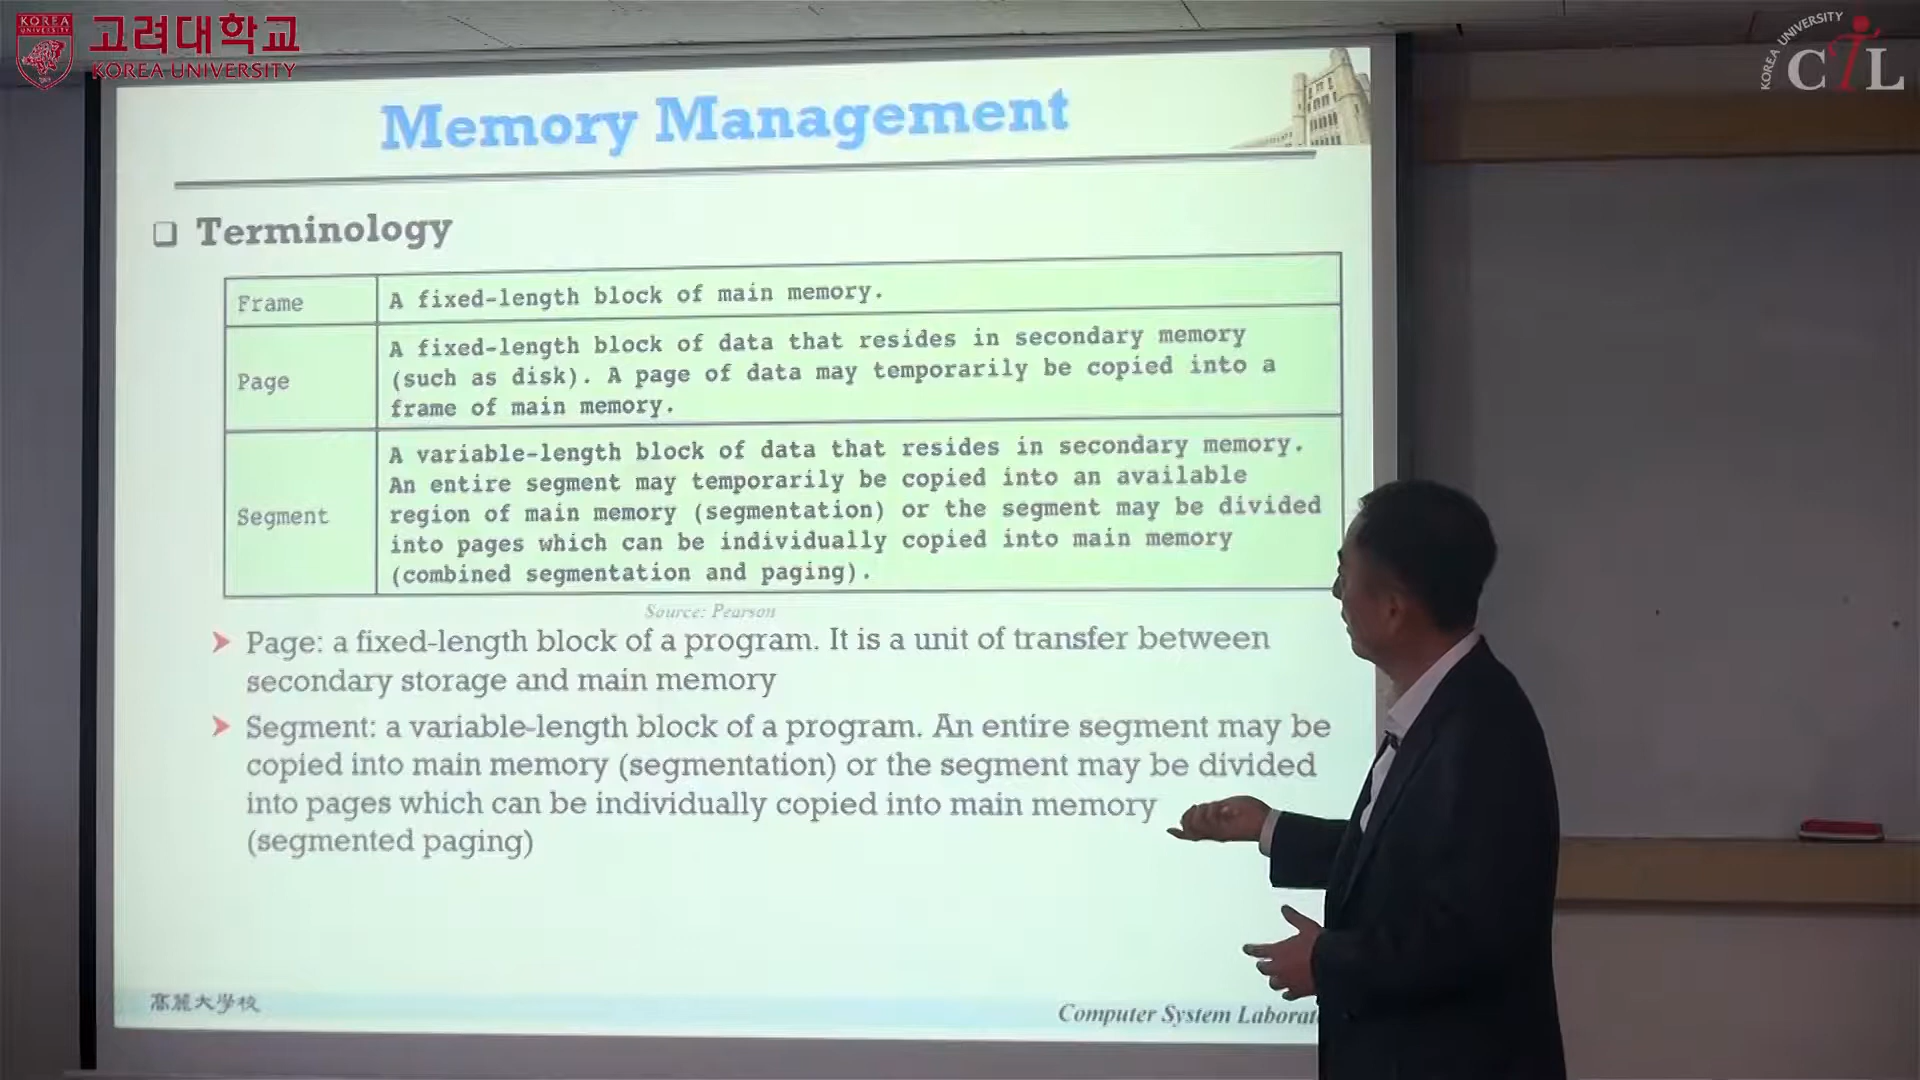 KOREA
UNIVERSITY
고려대학교
KOREA UNIVERSITY
KOREA UNIVERSITY
CTL
Memory Management
Terminology
Frame
A fixed-length block of main memory.
Page
A fixed-length block of data that resides in secondary memory
(such as disk). A page of data may temporarily be copied into a
frame of main memory.
Segment
A variable-length block of data that resides in secondary memory.
An entire segment may temporarily be copied into an available
region of main memory (segmentation) or the segment may be divided
into pages which can be individually copied into main memory
(combined segmentation and paging).
Source: Pearson
Page: a fixed-length block of a program. It is a unit of transfer between
secondary storage and main memory
Segment: a variable-length block of a program. An entire segment may be
copied into main memory (segmentation) or the segment may be divided
into pages which can be individually copied into main memory
(segmented paging)
高麗大學校
Computer System Laborat